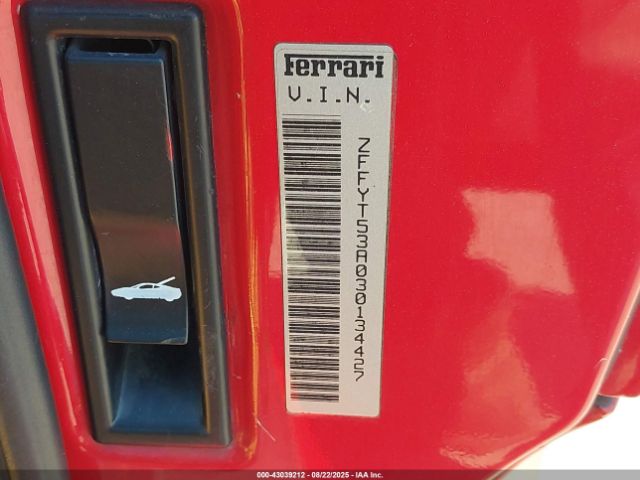 Ferrari
V.I.N.
ZFFYT53A030134427
000-43039212 - 08/22/2025 - IAA Inc.